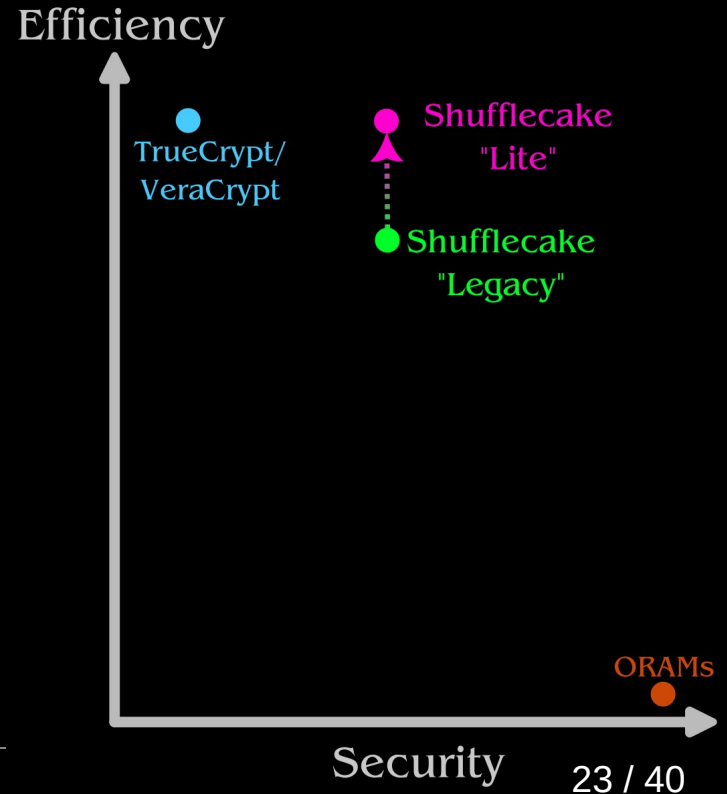 Efficiency
TrueCrypt/
VeraCrypt
Shufflecake
"Lite"
Shufflecake
"Legacy"
ORAMs
Security
23 / 40